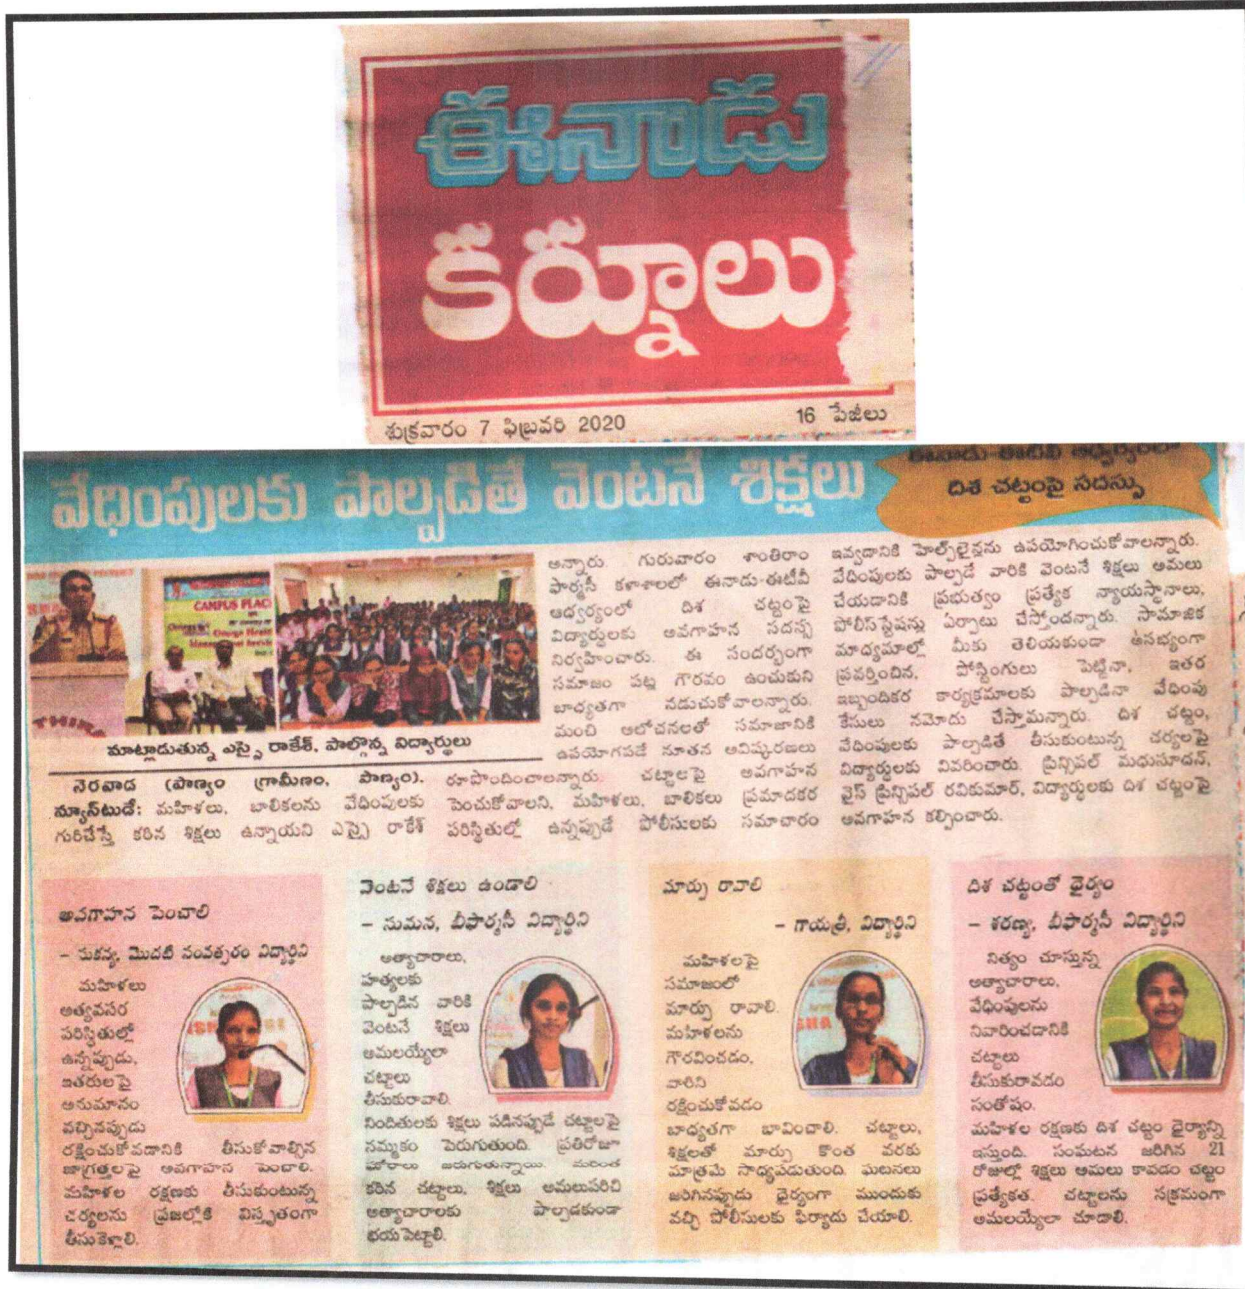 ఈనాడు
కర్నూలు
శుక్రవారం 7 ఫిబ్రవరి 2020
16 పేజీలు
వేధింపులకు పాల్పడితే వెంటనే శిక్షలు
ఈనాడు-ఈటీవీ ఆధ్వర్యంలో
దిశ చట్టంపై సదస్సు
CAMPUS PLAC
Omega Health
Management Service
THIRA
మాట్లాడుతున్న ఎస్సై రాకేశ్, పాల్గొన్న విద్యార్థులు
నెరవాడ (పాణ్యం గ్రామీణం, పాణ్యం),
న్యూస్‌టుడే: మహిళలు, బాలికలను వేధింపులకు
గురిచేస్తే కఠిన శిక్షలు ఉన్నాయని ఎస్సై రాకేశ్
అన్నారు. గురువారం శాంతిరాం
ఫార్మసీ కళాశాలలో ఈనాడు-ఈటీవీ
ఆధ్వర్యంలో దిశ చట్టంపై
విద్యార్థులకు అవగాహన సదస్సు
నిర్వహించారు. ఈ సందర్భంగా
సమాజం పట్ల గౌరవం ఉంచుకుని
బాధ్యతగా నడుచుకోవాలన్నారు.
మంచి ఆలోచనలతో సమాజానికి
ఉపయోగపడే నూతన ఆవిష్కరణలు
రూపొందించాలన్నారు. చట్టాలపై అవగాహన
పెంచుకోవాలని, మహిళలు, బాలికలు ప్రమాదకర
పరిస్థితుల్లో ఉన్నప్పుడే పోలీసులకు సమాచారం
ఇవ్వడానికి హెల్ప్‌లైన్లను ఉపయోగించుకోవాలన్నారు.
వేధింపులకు పాల్పడే వారికి వెంటనే శిక్షలు అమలు
చేయడానికి ప్రభుత్వం ప్రత్యేక న్యాయస్థానాలు,
పోలీస్‌స్టేషన్లు ఏర్పాటు చేస్తోందన్నారు. సామాజిక
మాధ్యమాల్లో మీకు తెలియకుండా అసభ్యంగా
ప్రవర్తించిన, పోస్టింగులు పెట్టినా, ఇతర
ఇబ్బందికర కార్యక్రమాలకు పాల్పడినా వేధింపు
కేసులు నమోదు చేస్తామన్నారు. దిశ చట్టం,
వేధింపులకు పాల్పడితే తీసుకుంటున్న చర్యలపై
విద్యార్థులకు వివరించారు. ప్రిన్సిపల్ మధుసూదన్,
వైస్ ప్రిన్సిపల్ రవికుమార్, విద్యార్థులకు దిశ చట్టంపై
అవగాహన కల్పించారు.
అవగాహన పెంచాలి
- సుకన్య, మొదటి సంవత్సరం విద్యార్థిని
మహిళలు
అత్యవసర
పరిస్థితుల్లో
ఉన్నప్పుడు,
ఇతరులపై
అనుమానం
వచ్చినప్పుడు
రక్షించుకోవడానికి తీసుకోవాల్సిన
జాగ్రత్తలపై అవగాహన పెంచాలి.
మహిళల రక్షణకు తీసుకుంటున్న
చర్యలను ప్రజల్లోకి విస్తృతంగా
తీసుకెళ్లాలి.
వెంటనే శిక్షలు ఉండాలి
- సుమన, బీఫార్మసీ విద్యార్థిని
అత్యాచారాలు,
హత్యలకు
పాల్పడిన వారికి
వెంటనే శిక్షలు
అమలయ్యేలా
చట్టాలు
తీసుకురావాలి.
నిందితులకు శిక్షలు పడినప్పుడే చట్టాలపై
నమ్మకం పెరుగుతుంది. ప్రతిరోజూ
ఘోరాలు జరుగుతున్నాయి. మరింత
కఠిన చట్టాలు, శిక్షలు అమలుపరిచి
అత్యాచారాలకు పాల్పడకుండా
భయపెట్టాలి.
మార్పు రావాలి
- గాయత్రీ, విద్యార్థిని
మహిళలపై
సమాజంలో
మార్పు రావాలి.
మహిళలను
గౌరవించడం,
వారిని
రక్షించుకోవడం
బాధ్యతగా భావించాలి. చట్టాలు,
శిక్షలతో మార్పు కొంత వరకు
మాత్రమే సాధ్యపడుతుంది. ఘటనలు
జరిగినప్పుడు ధైర్యంగా ముందుకు
వచ్చి పోలీసులకు ఫిర్యాదు చేయాలి.
దిశ చట్టంతో ధైర్యం
- శరణ్య, బీఫార్మసీ విద్యార్థిని
నిత్యం చూస్తున్న
అత్యాచారాలు,
వేధింపులను
నివారించడానికి
చట్టాలు
తీసుకురావడం
సంతోషం.
మహిళల రక్షణకు దిశ చట్టం ధైర్యాన్ని
ఇస్తుంది. సంఘటన జరిగిన 21
రోజుల్లో శిక్షలు అమలు కావడం చట్టం
ప్రత్యేకత. చట్టాలను సక్రమంగా
అమలయ్యేలా చూడాలి.